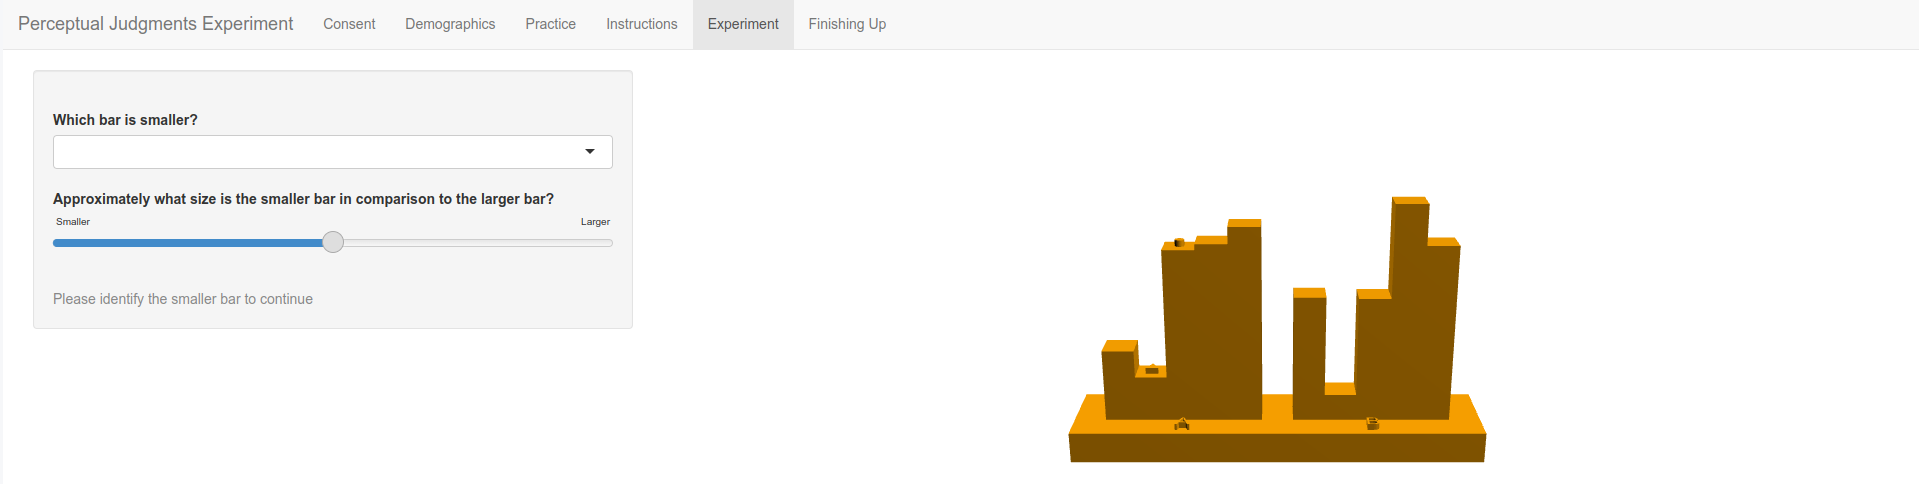 Perceptual Judgments Experiment Consent Demographics Practice Instructions Experiment Finishing Up
Which bar is smaller?
Approximately what size is the smaller bar in comparison to the larger bar?
Smaller Larger
Please identify the smaller bar to continue